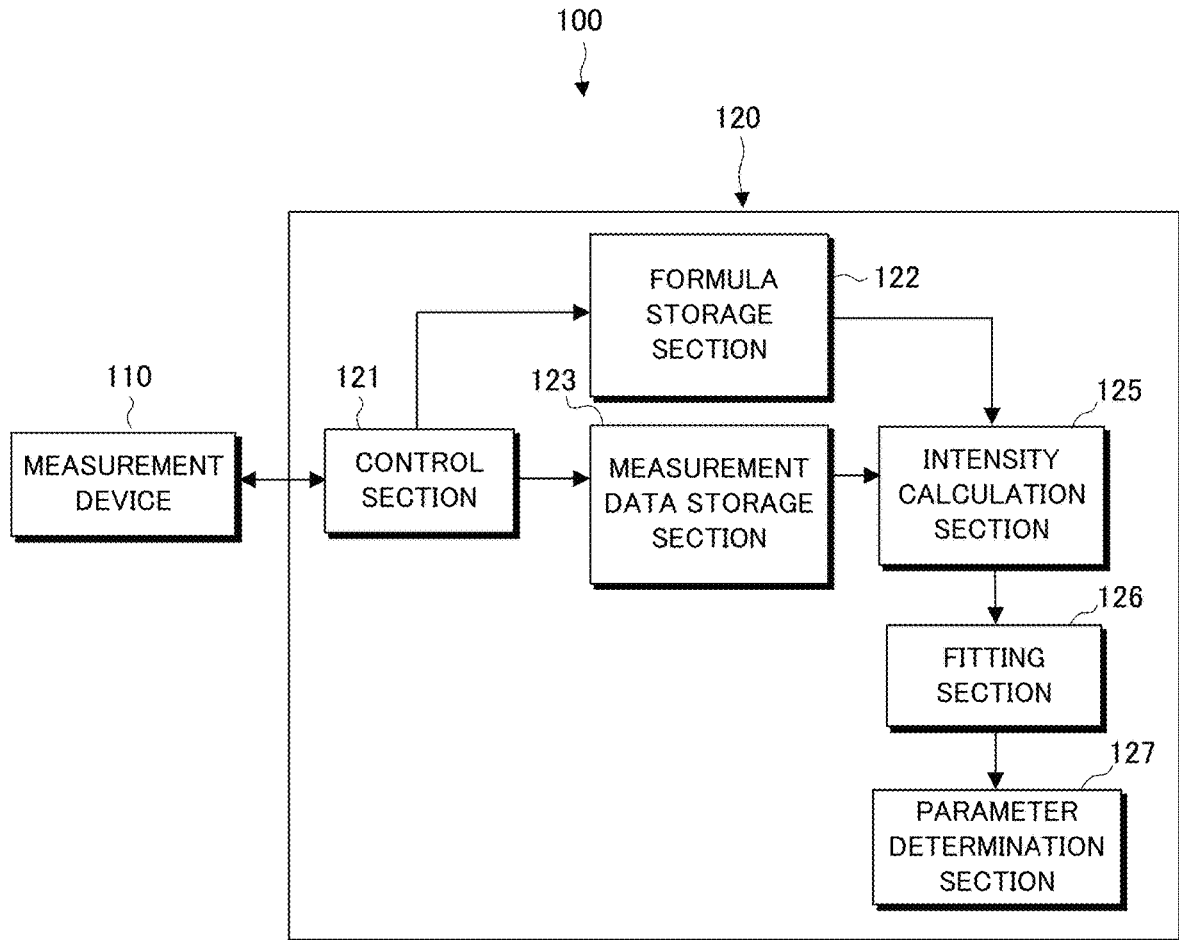 100
120
FORMULA
STORAGE
SECTION
122
110
MEASUREMENT
DEVICE
121
CONTROL
SECTION
123
MEASUREMENT
DATA STORAGE
SECTION
125
INTENSITY
CALCULATION
SECTION
126
FITTING
SECTION
127
PARAMETER
DETERMINATION
SECTION